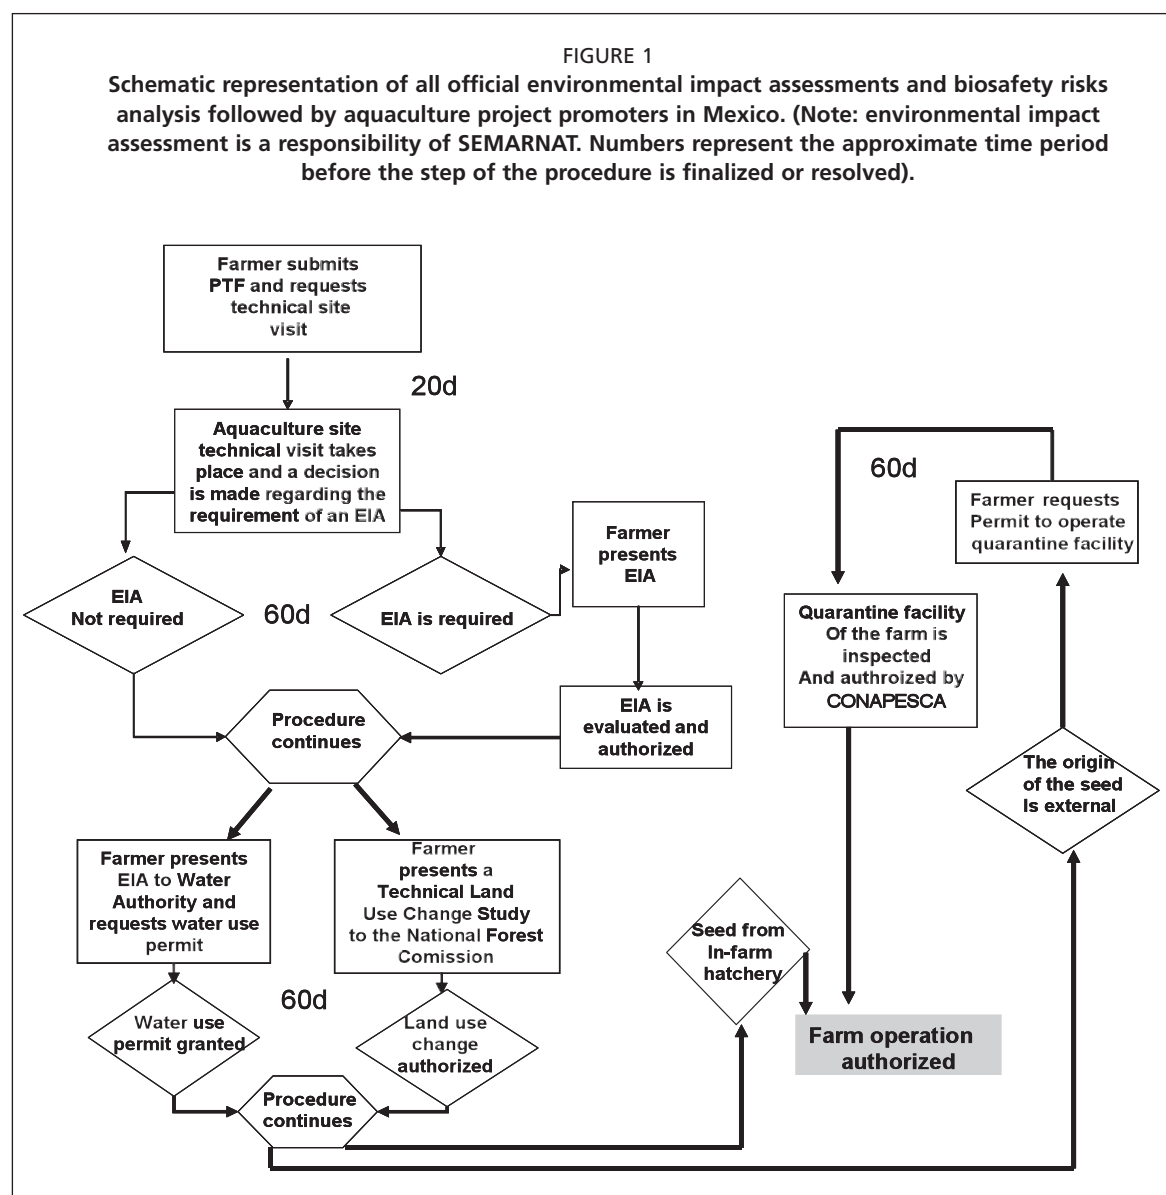 FIGURE 1
Schematic representation of all official environmental impact assessments and biosafety risks
analysis followed by aquaculture project promoters in Mexico. (Note: environmental impact
assessment is a responsibility of SEMARNAT. Numbers represent the approximate time period
before the step of the procedure is finalized or resolved).
Farmer submits
PTF and requests
technical site
visit
20d
Aquaculture site
technical visit takes
place and a decision
is made regarding the
requirement of an EIA
EIA
Not required
60d
EIA is required
Farmer
presents
EIA
EIA is
evaluated and
authorized
Procedure
continues
Farmer presents
EIA to Water
Authority and
requests water use
permit
Farmer
presents a
Technical Land
Use Change Study
to the National Forest
Comission
60d
Water use
permit granted
Land use
change
authorized
Procedure
continues
Seed from
In-farm
hatchery
The origin
of the seed
Is external
Farmer requests
Permit to operate
quarantine facility
60d
Quarantine facility
Of the farm is
inspected
And authroized by
CONAPESCA
Farm operation
authorized